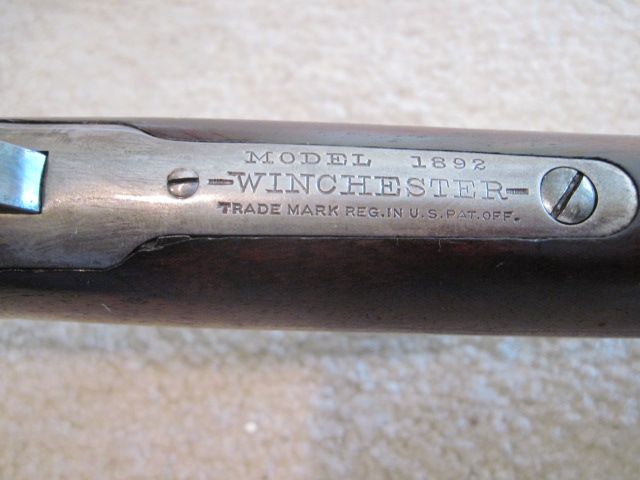 MODEL 1892
-WINCHESTER-
TRADE MARK REG. IN U.S. PAT. OFF.